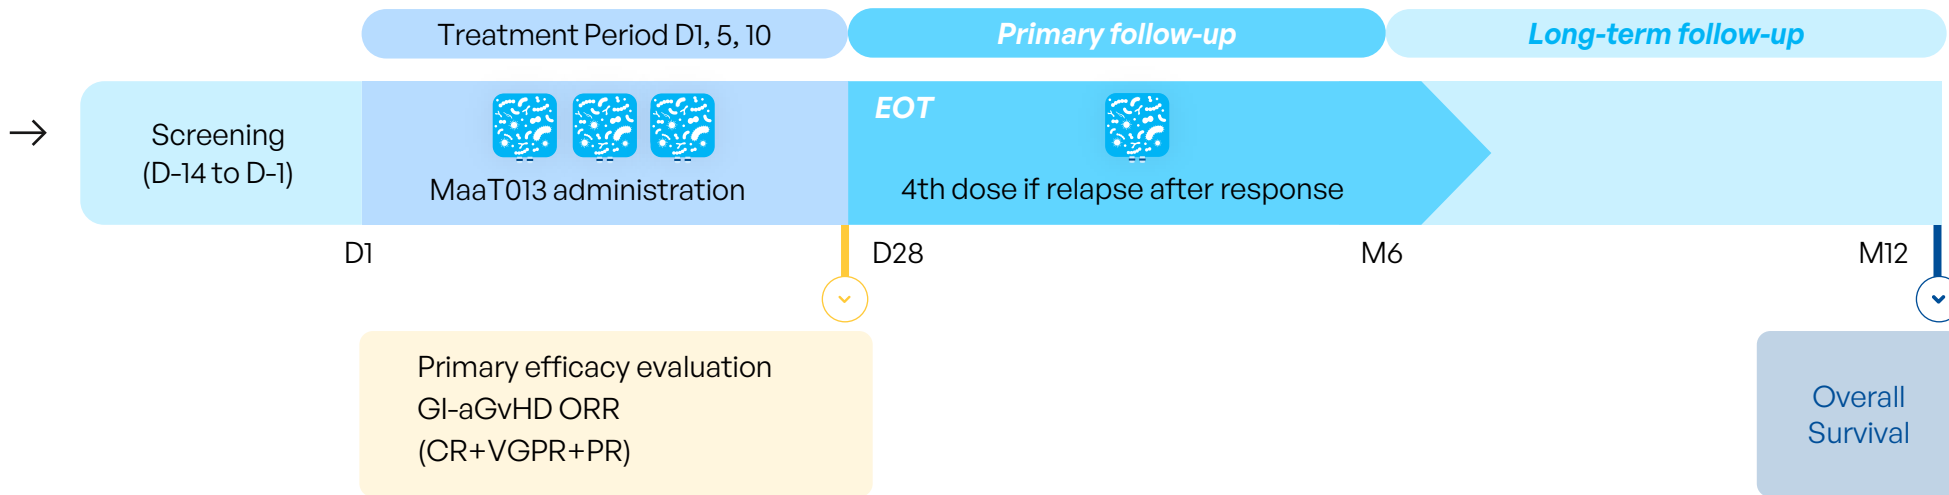 Treatment Period D1, 5, 10
Primary follow-up
Long-term follow-up
Screening
(D-14 to D-1)
MaaT013 administration
EOT
4th dose if relapse after response
D1
D28
M6
M12
Primary efficacy evaluation
GI-aGvHD ORR
(CR+VGPR+PR)
Overall
Survival